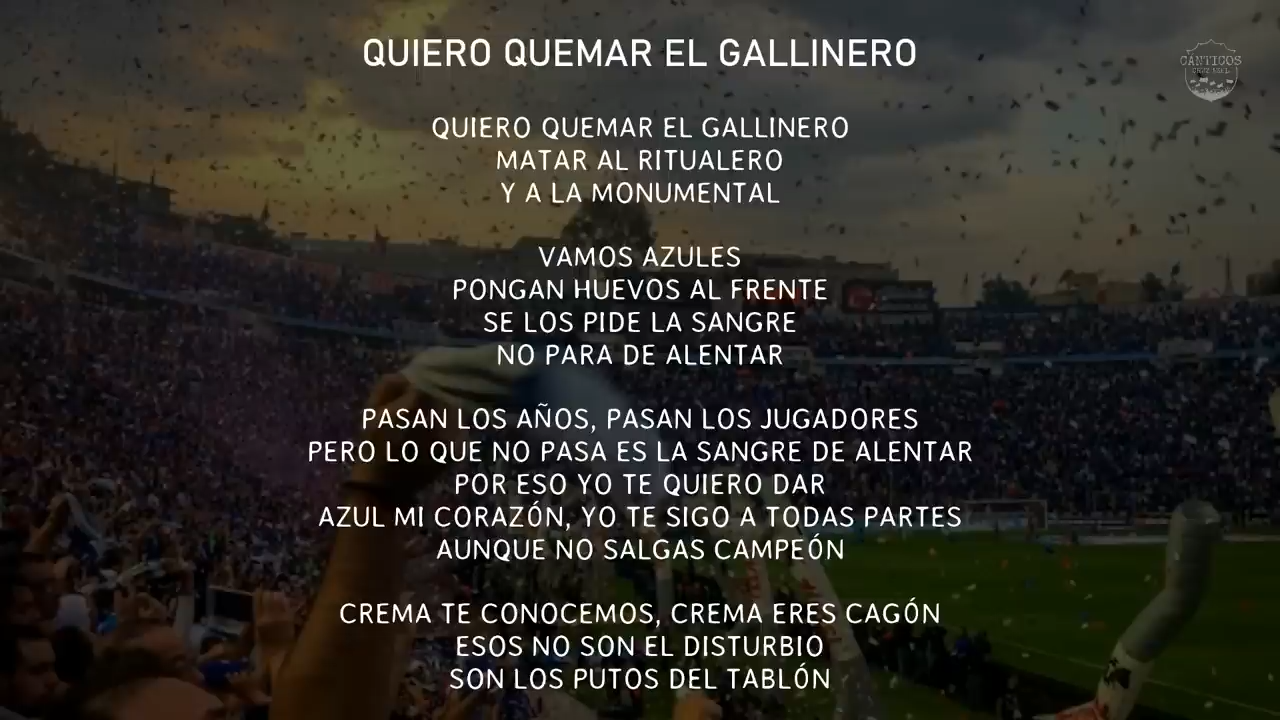 QUIERO QUEMAR EL GALLINERO
CÁNTICOS
CRUZ AZUL
QUIERO QUEMAR EL GALLINERO
MATAR AL RITUALERO
Y A LA MONUMENTAL
VAMOS AZULES
PONGAN HUEVOS AL FRENTE
SE LOS PIDE LA SANGRE
NO PARA DE ALENTAR
PASAN LOS AÑOS, PASAN LOS JUGADORES
PERO LO QUE NO PASA ES LA SANGRE DE ALENTAR
POR ESO YO TE QUIERO DAR
AZUL MI CORAZÓN, YO TE SIGO A TODAS PARTES
AUNQUE NO SALGAS CAMPEÓN
CREMA TE CONOCEMOS, CREMA ERES CAGÓN
ESOS NO SON EL DISTURBIO
SON LOS PUTOS DEL TABLÓN